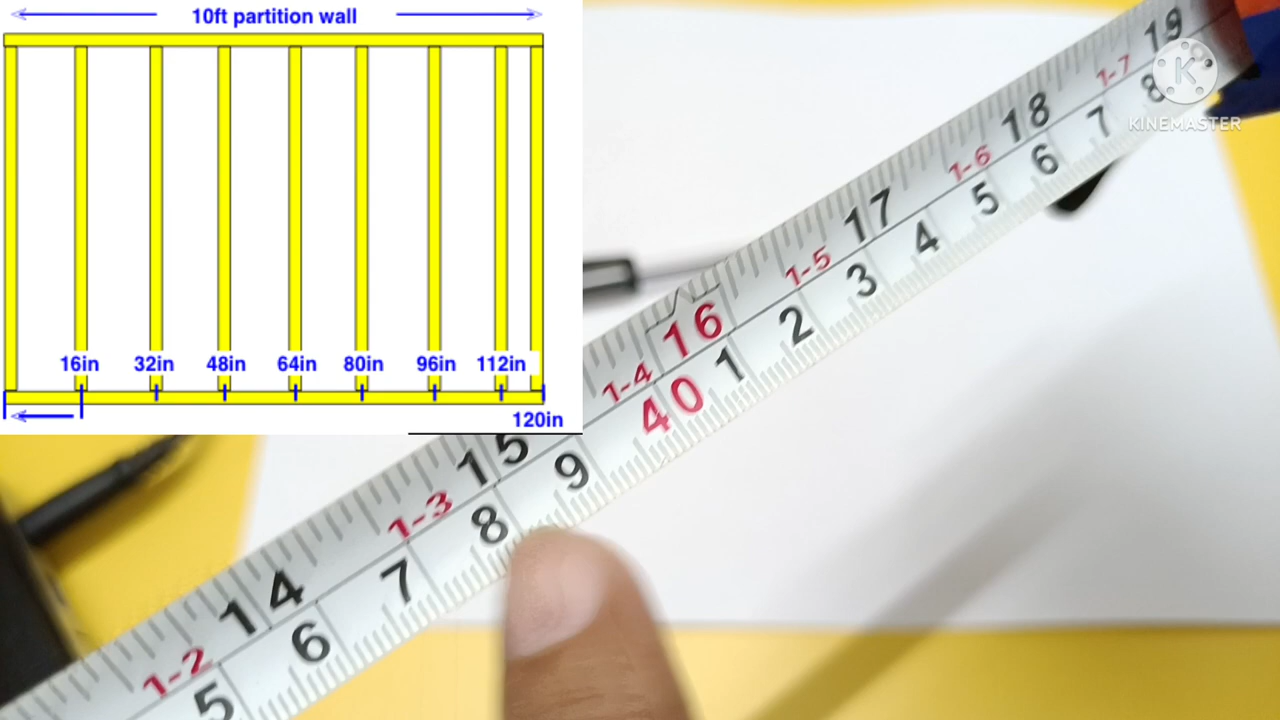 10ft partition wall
16in 32in 48in 64in 80in 96in 112in
120in
1-2 14 1-3 15 1-4 16 1-5 17 1-6 18 1-7 19
5 6 7 8 9 40 1 2 3 4 5 6 7 8
KINEMASTER